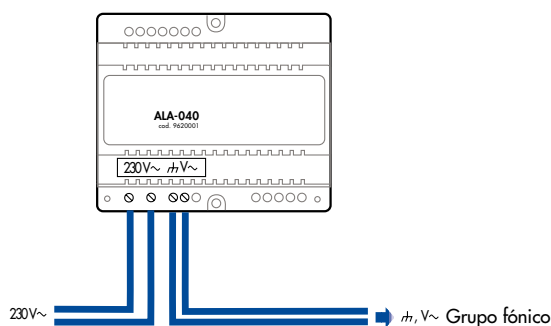 ALA-040
cod. 9620001
230V~ ⏚ V~
230V~
⏚, V~ Grupo fónico